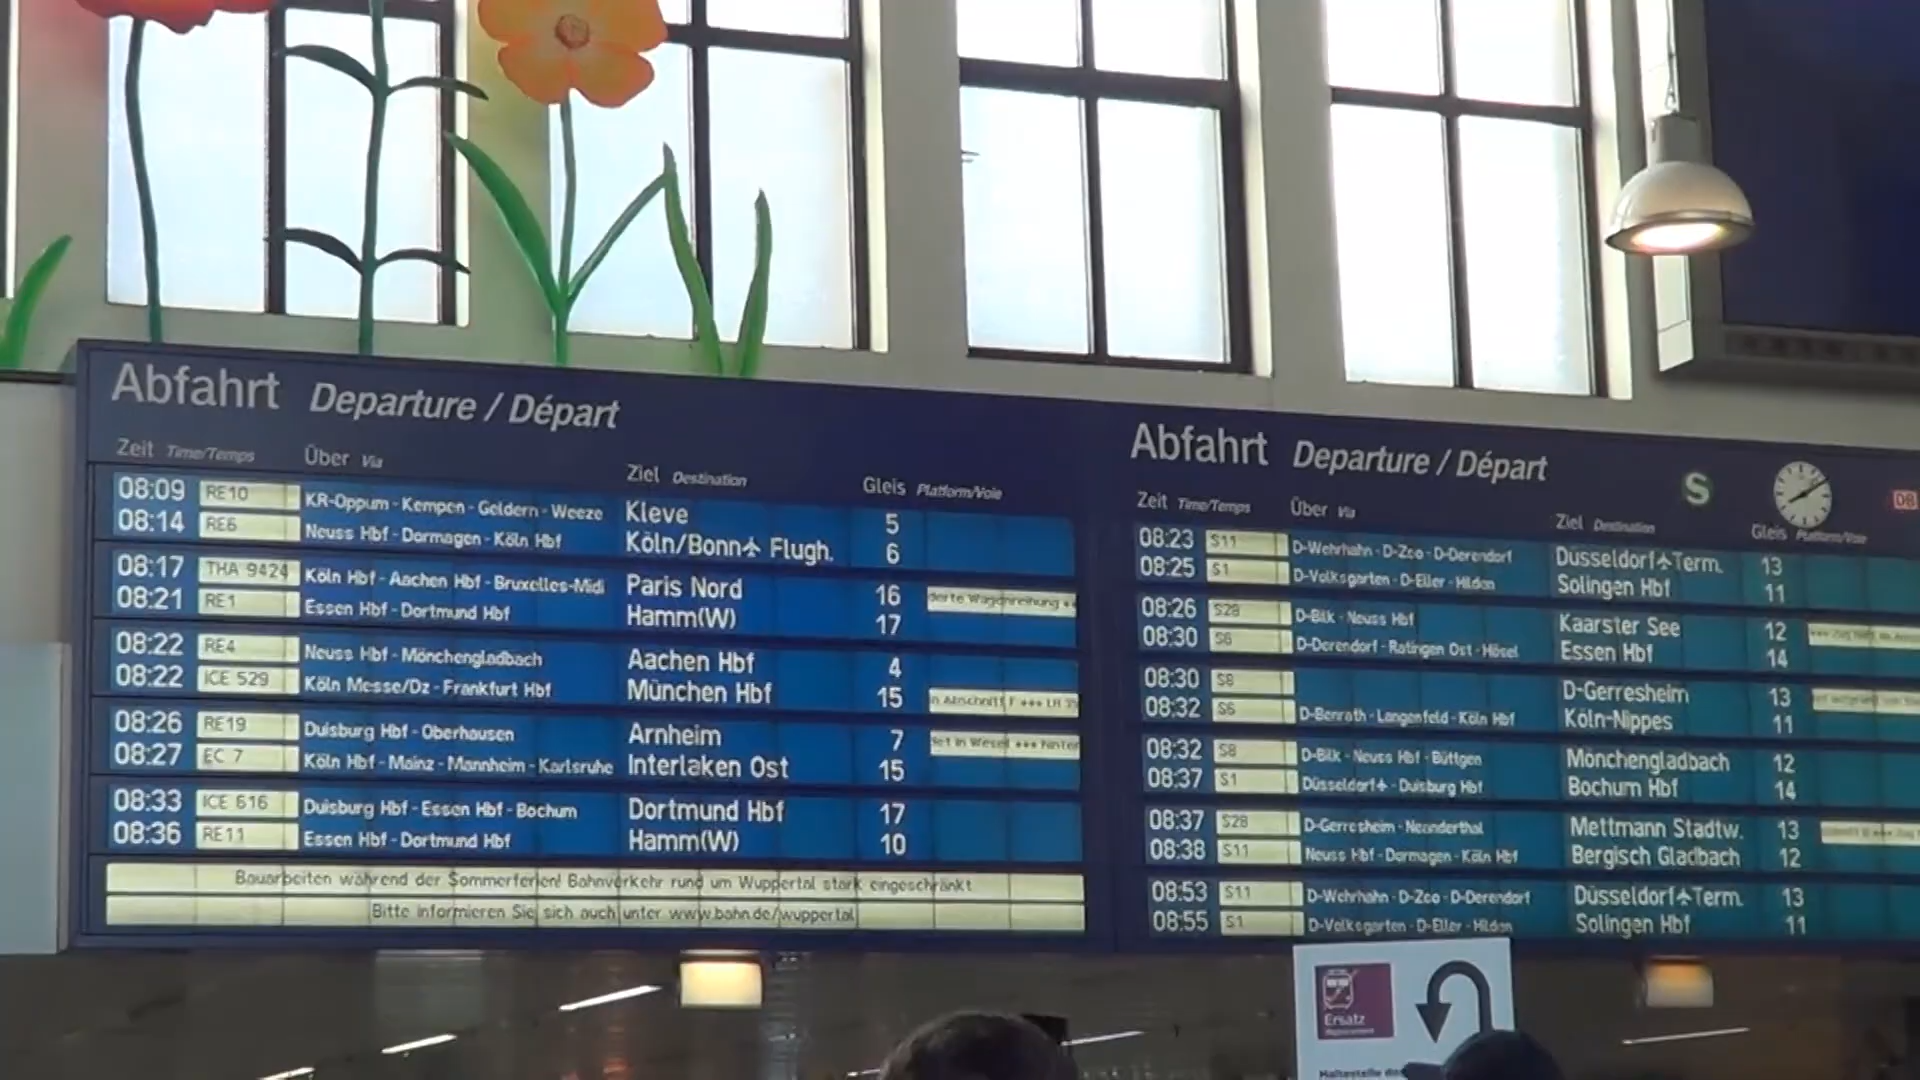 Abfahrt Departure / Départ
Zeit Time/Temps Über Via Ziel Destination Gleis Platform/Voie
08:09 RE10 KR-Oppum - Kempen - Geldern - Weeze Kleve 5
08:14 RE6 Neuss Hbf - Dormagen - Köln Hbf Köln/Bonn✈ Flugh. 6
08:17 THA 9424 Köln Hbf - Aachen Hbf - Bruxelles-Midi Paris Nord 16 derte Wagenreihung
08:21 RE1 Essen Hbf - Dortmund Hbf Hamm(W) 17
08:22 RE4 Neuss Hbf - Mönchengladbach Aachen Hbf 4
08:22 ICE 529 Köln Messe/Dz - Frankfurt Hbf München Hbf 15 n Abschnitt F +++
08:26 RE19 Duisburg Hbf - Oberhausen Arnheim 7 in Wesel +++
08:27 EC 7 Köln Hbf - Mainz - Mannheim - Karlsruhe Interlaken Ost 15
08:33 ICE 616 Duisburg Hbf - Essen Hbf - Bochum Dortmund Hbf 17
08:36 RE11 Essen Hbf - Dortmund Hbf Hamm(W) 10
Bauarbeiten während der Sommerferien! Bahnverkehr rund um Wuppertal stark eingeschränkt
Bitte informieren Sie sich auch unter www.bahn.de/wuppertal
Abfahrt Departure / Départ S DB
Zeit Time/Temps Über Via Ziel Destination Gleis Platform/Voie
08:23 S11 D-Wehrhahn - D-Zoo - D-Derendorf Düsseldorf✈Term. 13
08:25 S1 D-Volksgarten - D-Eller - Hilden Solingen Hbf 11
08:26 S28 D-Bilk - Neuss Hbf Kaarster See 12
08:30 S6 D-Derendorf - Ratingen Ost - Hösel Essen Hbf 14
08:30 S8 D-Gerresheim 13
08:32 S6 D-Benrath - Langenfeld - Köln Hbf Köln-Nippes 11
08:32 S8 D-Bilk - Neuss Hbf - Büttgen Mönchengladbach 12
08:37 S1 Düsseldorf✈ - Duisburg Hbf Bochum Hbf 14
08:37 S28 D-Gerresheim - Neanderthal Mettmann Stadtw. 13
08:38 S11 Neuss Hbf - Dormagen - Köln Hbf Bergisch Gladbach 12
08:53 S11 D-Wehrhahn - D-Zoo - D-Derendorf Düsseldorf✈Term. 13
08:55 S1 D-Volksgarten - D-Eller - Hilden Solingen Hbf 11
Ersatz
Haltestelle